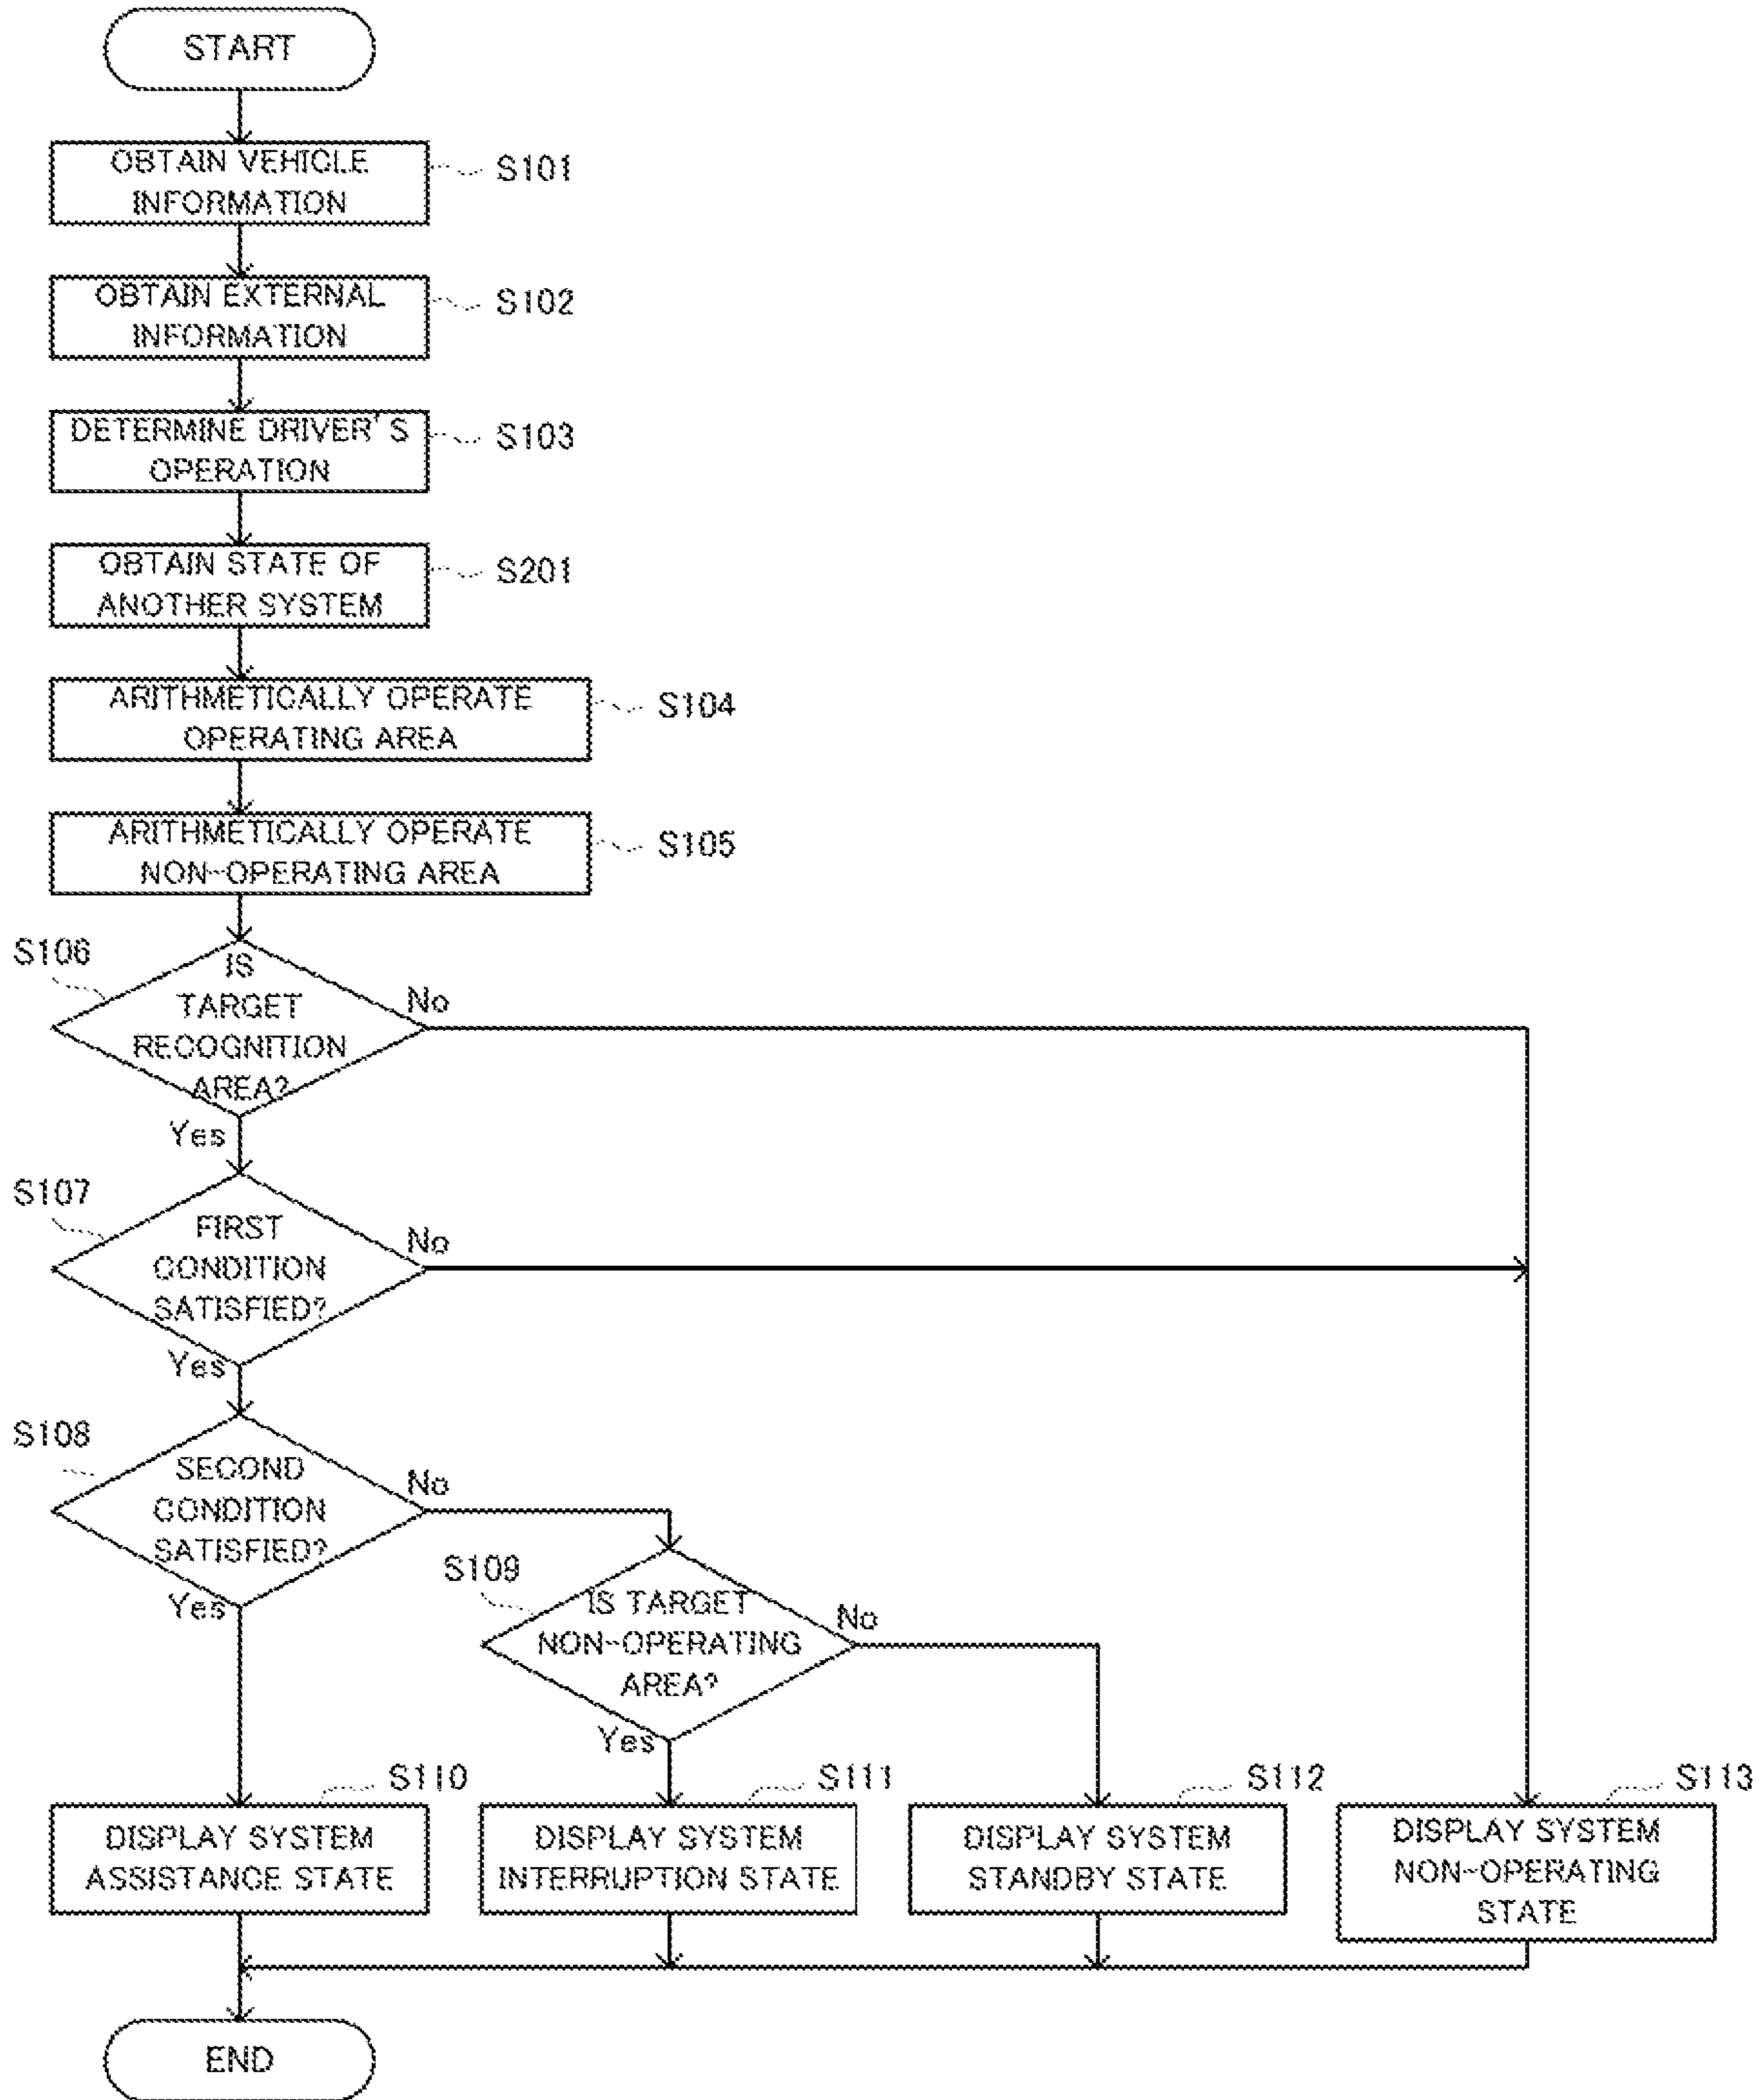 START
OBTAIN VEHICLE
INFORMATION
S101
OBTAIN EXTERNAL
INFORMATION
S102
DETERMINE DRIVER'S
OPERATION
S103
OBTAIN STATE OF
ANOTHER SYSTEM
S201
ARITHMETICALLY OPERATE
OPERATING AREA
S104
ARITHMETICALLY OPERATE
NON-OPERATING AREA
S105
S106
IS
TARGET
RECOGNITION
AREA?
No
Yes
S107
FIRST
CONDITION
SATISFIED?
No
Yes
S108
SECOND
CONDITION
SATISFIED?
No
Yes
S109
IS TARGET
NON-OPERATING
AREA?
No
Yes
S110
DISPLAY SYSTEM
ASSISTANCE STATE
S111
DISPLAY SYSTEM
INTERRUPTION STATE
S112
DISPLAY SYSTEM
STANDBY STATE
S113
DISPLAY SYSTEM
NON-OPERATING
STATE
END